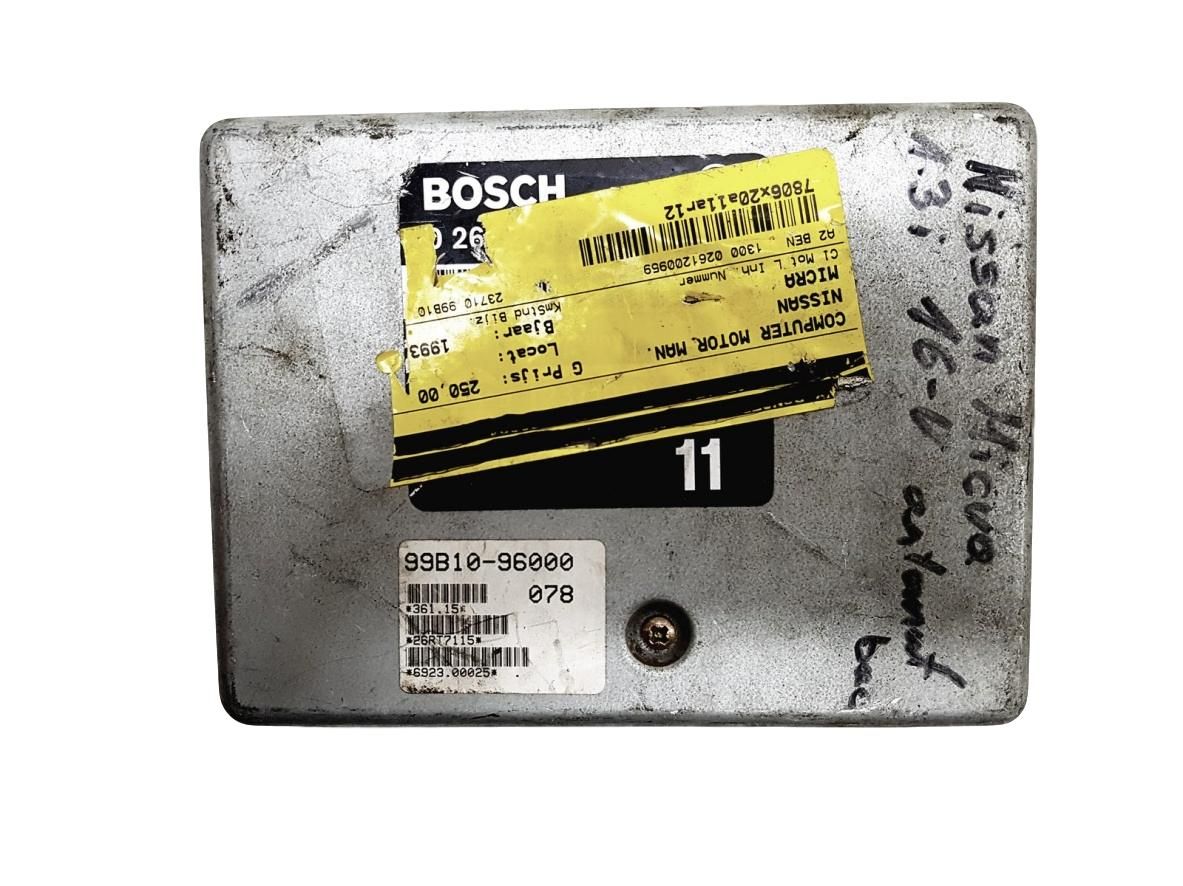 BOSCH
0 26
11
COMPUTER MOTOR MAN.
NISSAN
MICRA
Ci Mot L Inh. Nummer
A2 BEN 1300 0261200969
7806x20a11ar12
G Prijs: 250,00
Locat:
Bjaar: 1993
KmStnd Bijz:
23710 99B10
99B10-96000
078
*361.15*
*26RT7115*
*6923.00025*
Nissan Micra
1.3i 16-V automat
bac